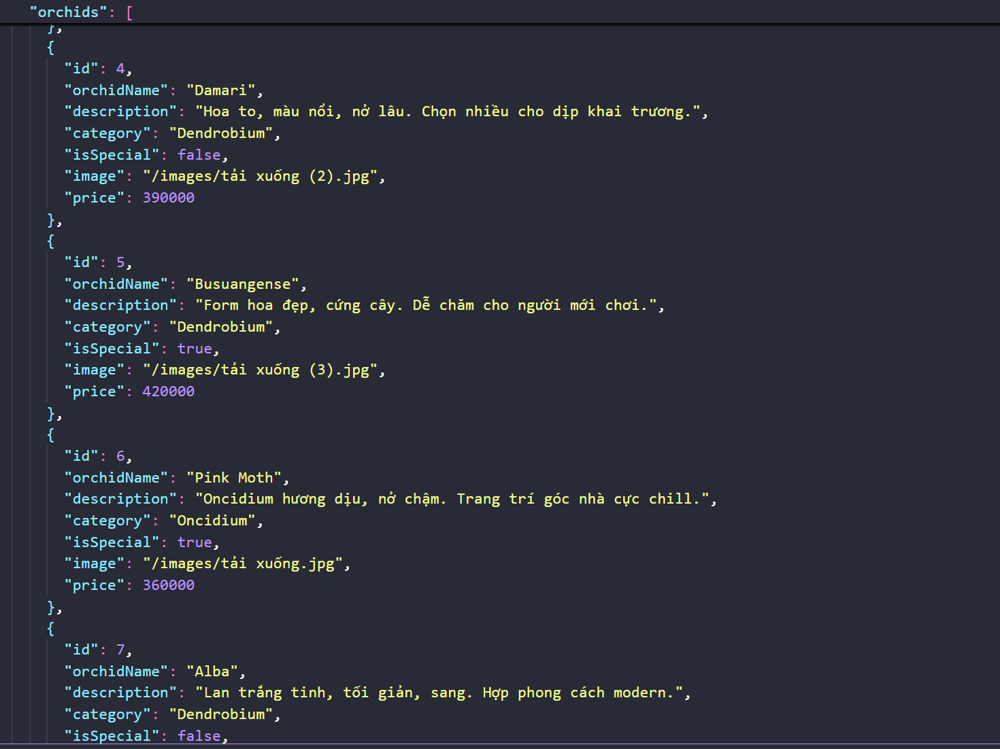 "orchids": [
},
{
"id": 4,
"orchidName": "Damari",
"description": "Hoa to, màu nổi, nở lâu. Chọn nhiều cho dịp khai trương.",
"category": "Dendrobium",
"isSpecial": false,
"image": "/images/tải xuống (2).jpg",
"price": 390000
},
{
"id": 5,
"orchidName": "Busuangense",
"description": "Form hoa đẹp, cứng cây. Dễ chăm cho người mới chơi.",
"category": "Dendrobium",
"isSpecial": true,
"image": "/images/tải xuống (3).jpg",
"price": 420000
},
{
"id": 6,
"orchidName": "Pink Moth",
"description": "Oncidium hương dịu, nở chậm. Trang trí góc nhà cực chill.",
"category": "Oncidium",
"isSpecial": true,
"image": "/images/tải xuống.jpg",
"price": 360000
},
{
"id": 7,
"orchidName": "Alba",
"description": "Lan trắng tinh, tối giản, sang. Hợp phong cách modern.",
"category": "Dendrobium",
"isSpecial": false,